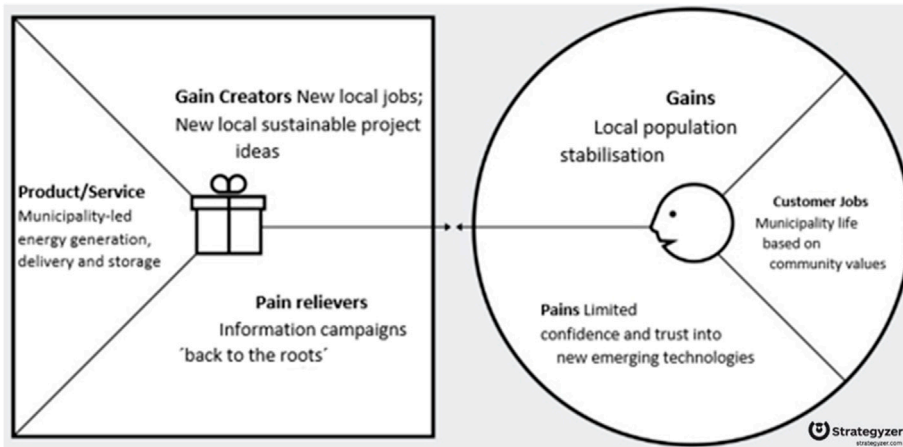 Gain Creators New local jobs;
New local sustainable project
ideas
Product/Service
Municipality-led
energy generation,
delivery and storage
Pain relievers
Information campaigns
´back to the roots´
Gains
Local population
stabilisation
Customer Jobs
Municipality life
based on
community values
Pains Limited
confidence and trust into
new emerging technologies
Strategyzer
strategyzer.com